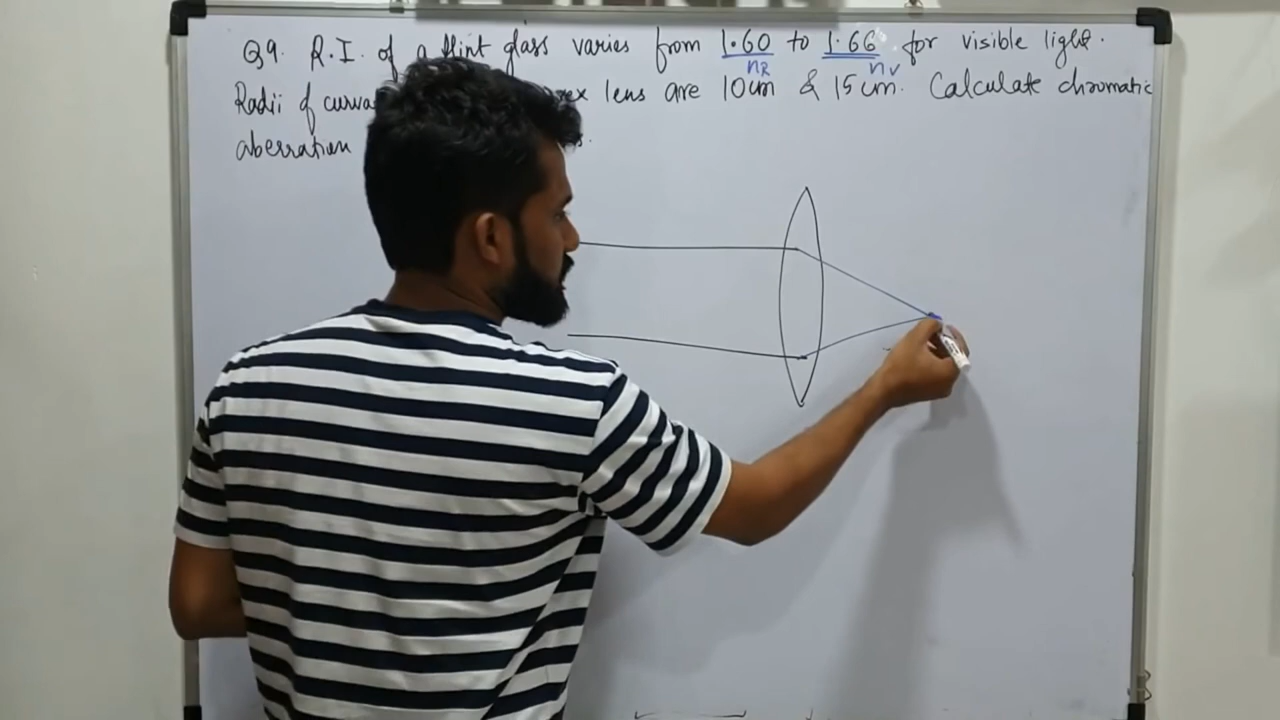 Q9. R.I. of a flint glass varies from 1.60 to 1.66 for visible light.
nR nV
Radii of lens are 10cm & 15cm. Calculate chromatic
aberration